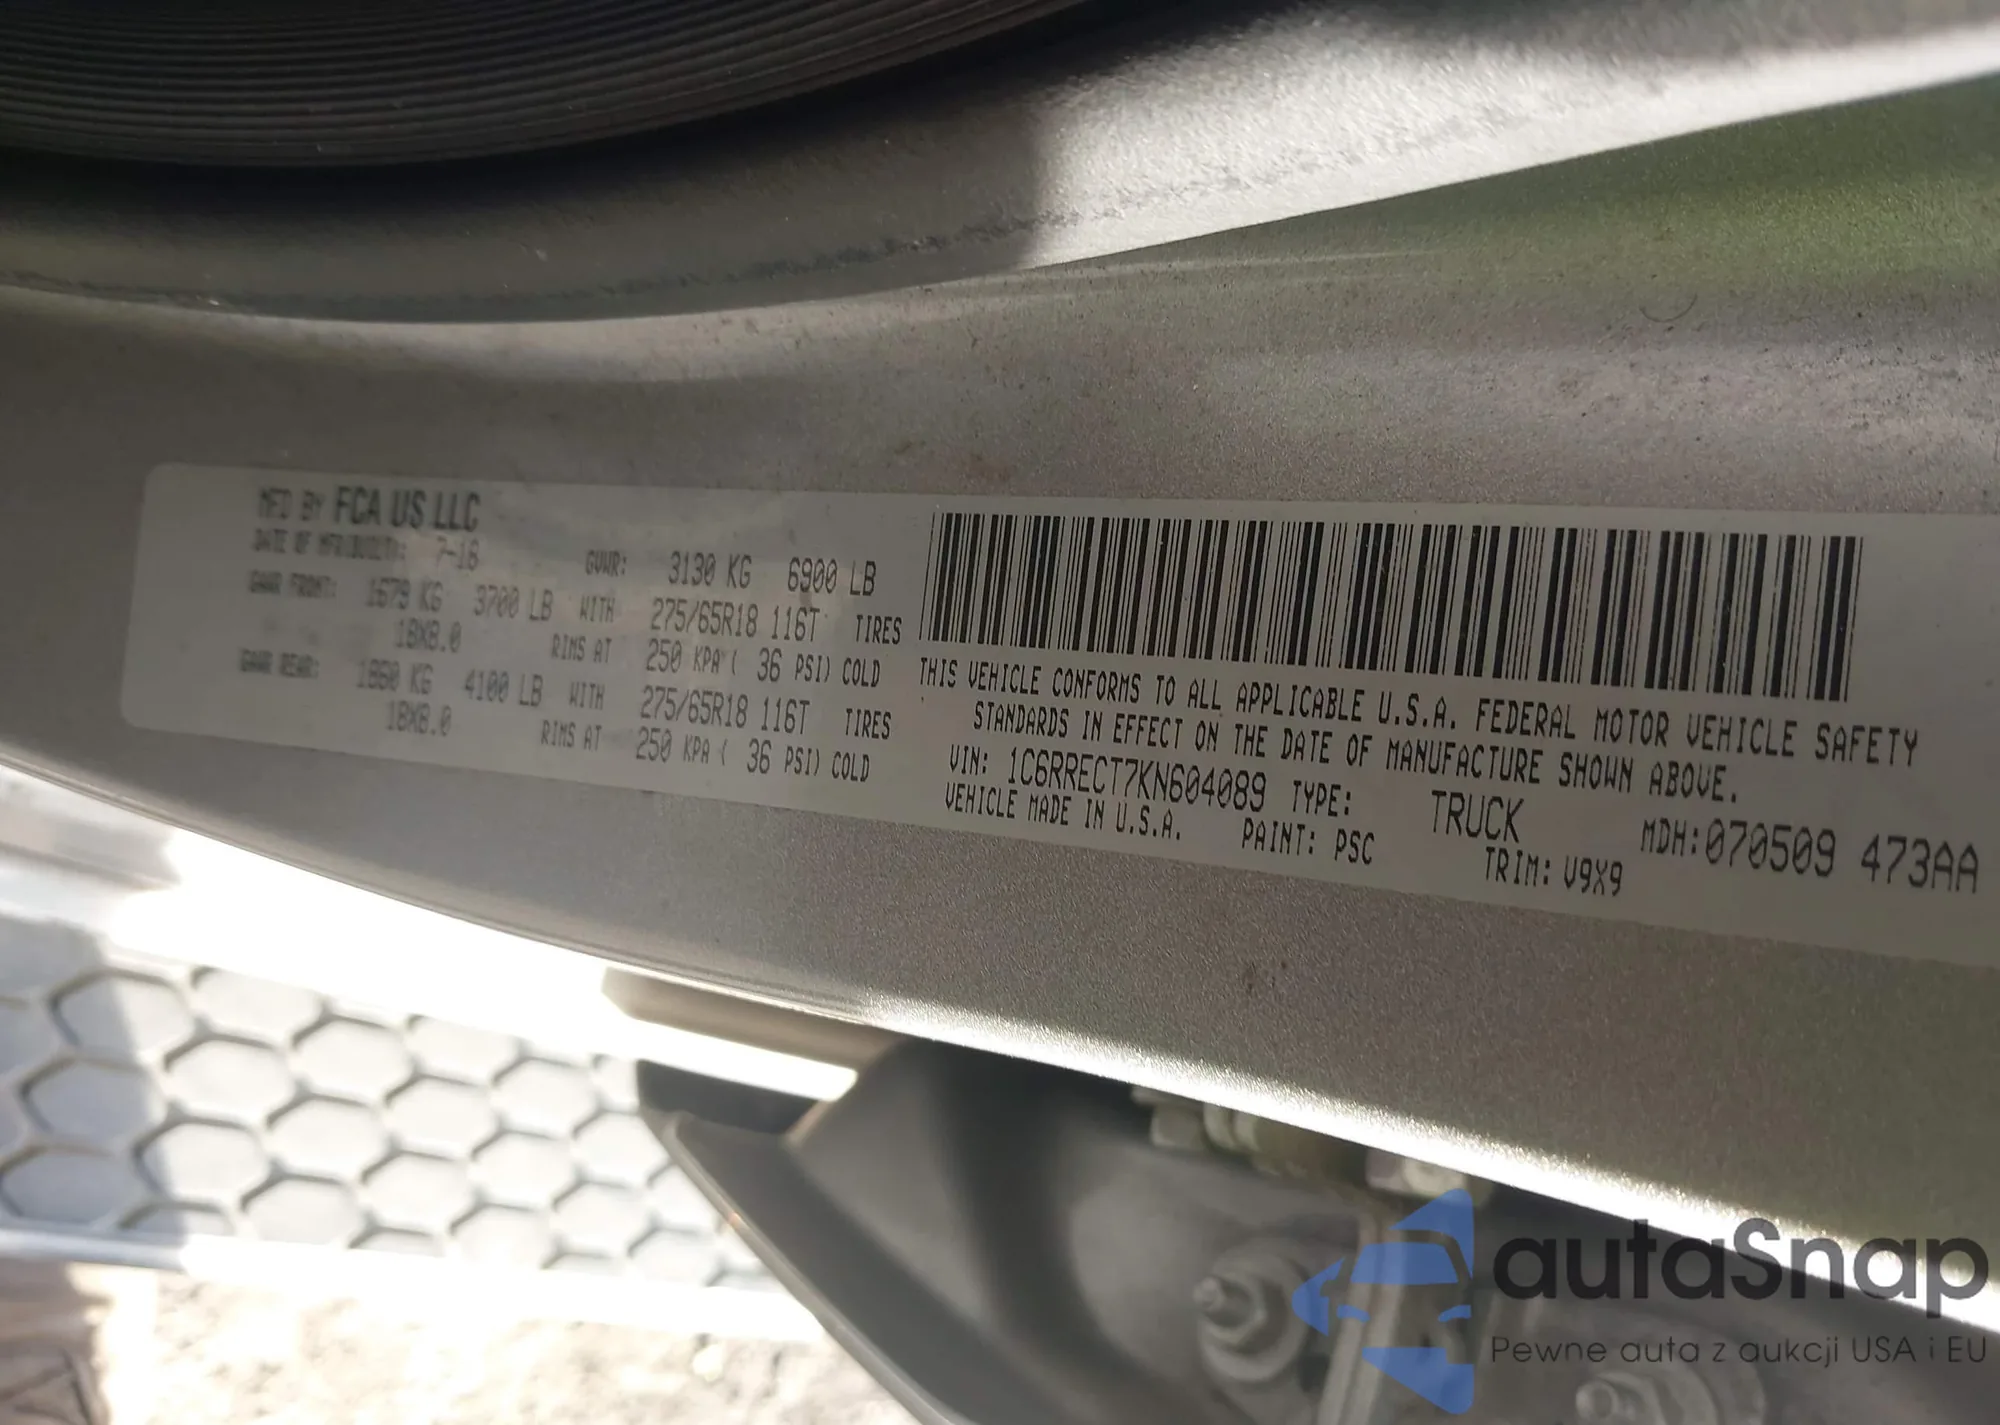 MFD BY FCA US LLC
DATE OF MFR: 7-18 GVWR: 3130 KG 6900 LB
GAWR FRONT: 1679 KG 3700 LB WITH 275/65R18 116T TIRES
18X8.0 RIMS AT 250 KPA ( 36 PSI) COLD
GAWR REAR: 1860 KG 4100 LB WITH 275/65R18 116T TIRES
18X8.0 RIMS AT 250 KPA ( 36 PSI) COLD
THIS VEHICLE CONFORMS TO ALL APPLICABLE U.S.A. FEDERAL MOTOR VEHICLE SAFETY
STANDARDS IN EFFECT ON THE DATE OF MANUFACTURE SHOWN ABOVE.
VIN: 1C6RRECT7KN604089 TYPE: TRUCK MDH:070509 473AA
VEHICLE MADE IN U.S.A. PAINT: PSC TRIM: V9X9
autaSnap
Pewne auta z aukcji USA i EU